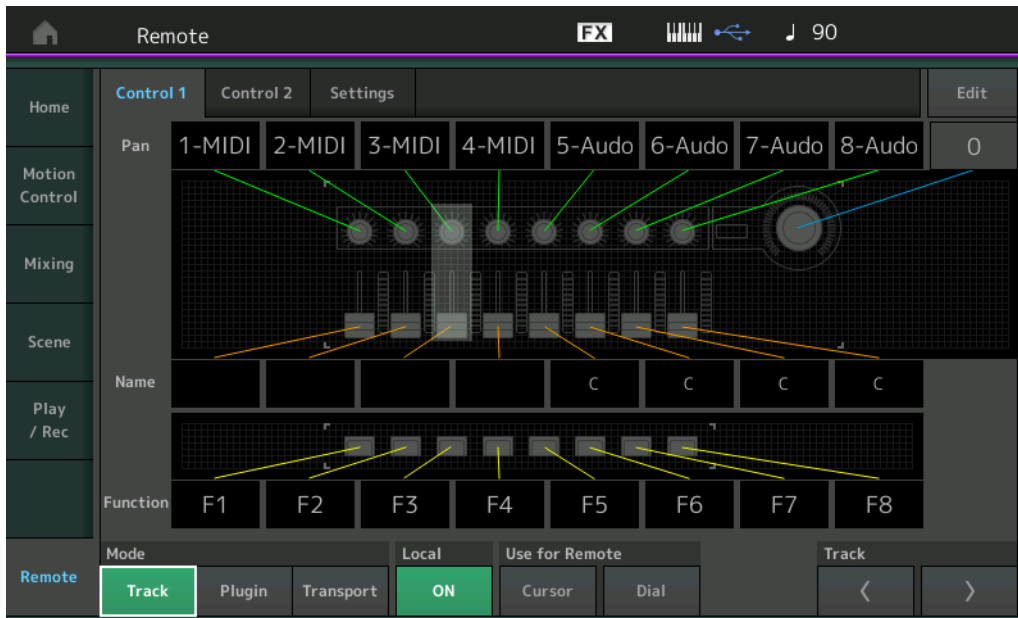 Remote FX 90
Home
Motion
Control
Mixing
Scene
Play
/ Rec
Remote
Control 1 Control 2 Settings Edit
Pan 1-MIDI 2-MIDI 3-MIDI 4-MIDI 5-Audo 6-Audo 7-Audo 8-Audo 0
Name C C C C
Function F1 F2 F3 F4 F5 F6 F7 F8
Mode Local Use for Remote Track
Track Plugin Transport ON Cursor Dial < >